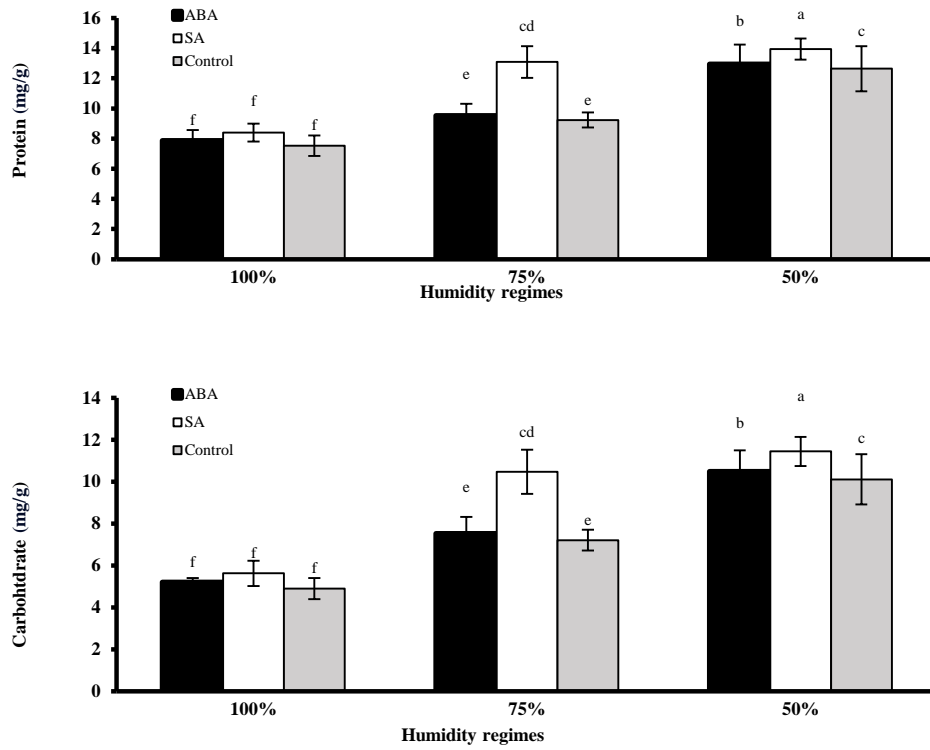 16
14
12
10
8
6
4
2
0
Protein (mg/g)
ABA
SA
Control
f
f
f
e
cd
e
b
a
c
100%
75%
50%
Humidity regimes
14
12
10
8
6
4
2
0
Carbohtdrate (mg/g)
ABA
SA
Control
f
f
f
e
cd
e
b
a
c
100%
75%
50%
Humidity regimes